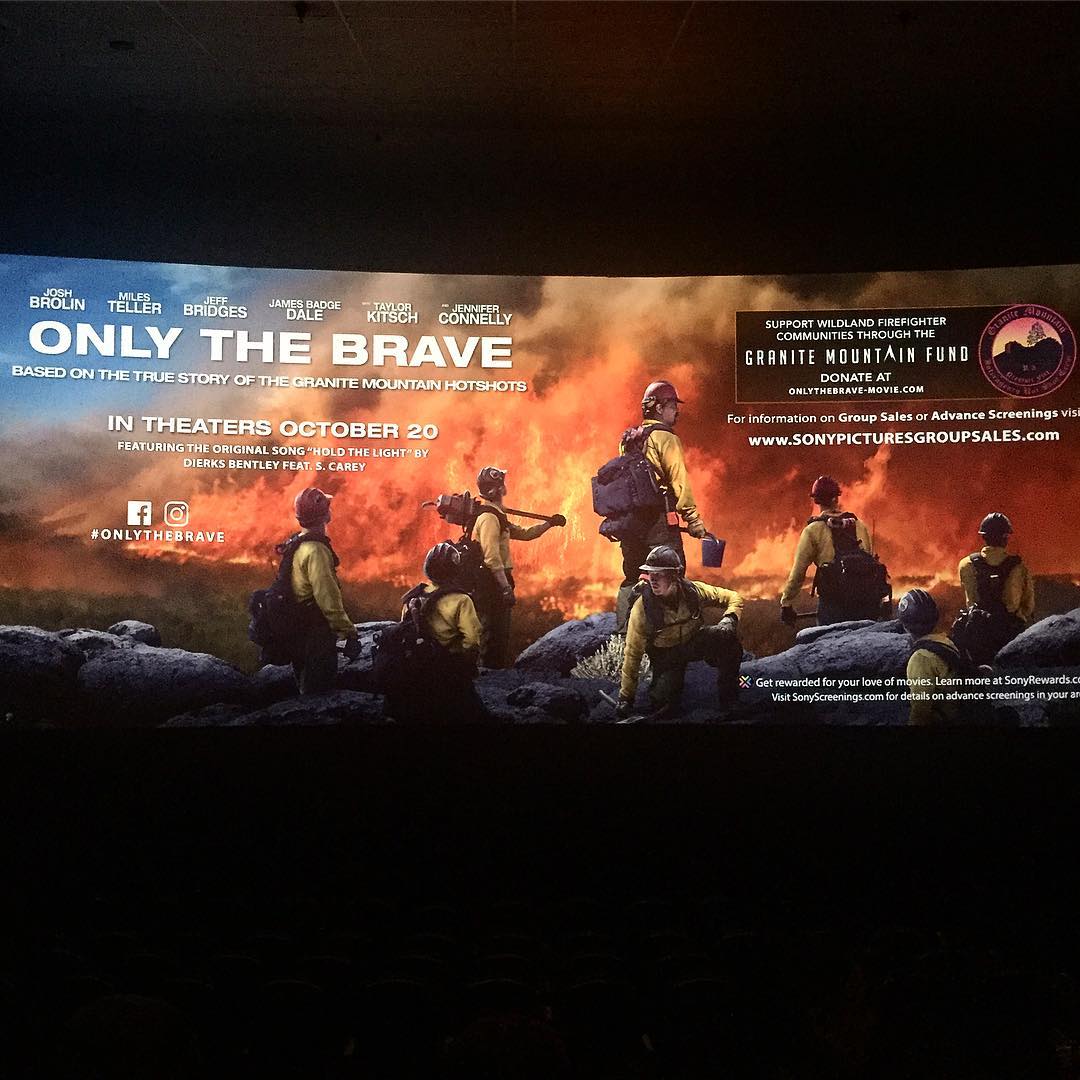 JOSH BROLIN MILES TELLER JEFF BRIDGES JAMES BADGE DALE TAYLOR KITSCH AND JENNIFER CONNELLY
ONLY THE BRAVE
BASED ON THE TRUE STORY OF THE GRANITE MOUNTAIN HOTSHOTS
IN THEATERS OCTOBER 20
FEATURING THE ORIGINAL SONG "HOLD THE LIGHT" BY
DIERKS BENTLEY FEAT. S. CAREY
#ONLYTHEBRAVE
SUPPORT WILDLAND FIREFIGHTER
COMMUNITIES THROUGH THE
GRANITE MOUNTAIN FUND
DONATE AT
ONLYTHEBRAVE-MOVIE.COM
Granite Mountain
For information on Group Sales or Advance Screenings visi
www.SONYPICTURESGROUPSALES.com
Get rewarded for your love of movies. Learn more at SonyRewards.co
Visit SonyScreenings.com for details on advance screenings in your ar